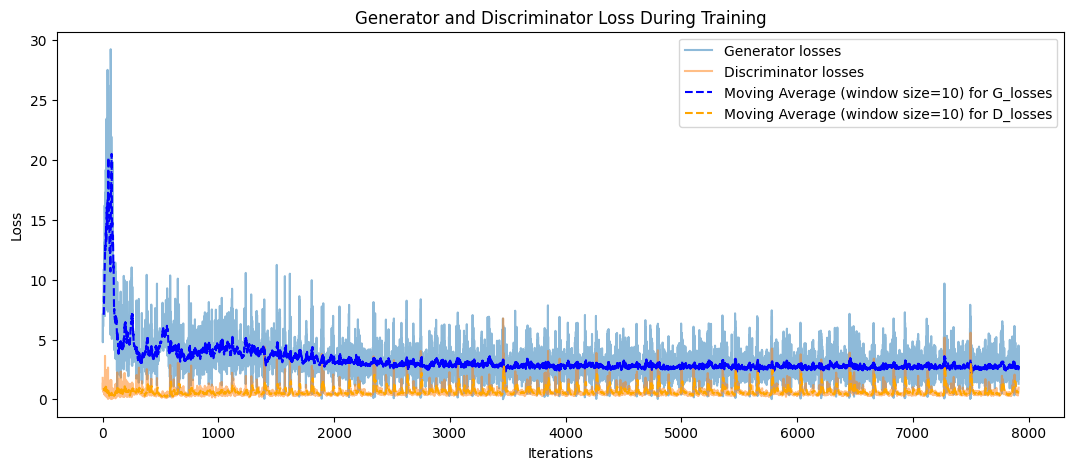 Generator and Discriminator Loss During Training
Generator losses
Discriminator losses
Moving Average (window size=10) for G_losses
Moving Average (window size=10) for D_losses
30
25
20
15
10
5
0
Loss
0 1000 2000 3000 4000 5000 6000 7000 8000
Iterations